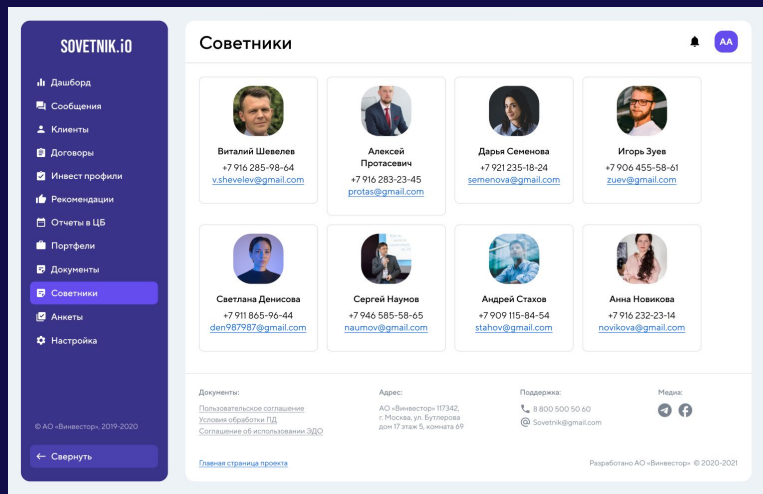 SOVETNIK.iO
Дашборд
Сообщения
Клиенты
Договоры
Инвест профили
Рекомендации
Отчеты в ЦБ
Портфели
Документы
Советники
Анкеты
Настройка
© АО «Винвестор», 2019-2020
← Свернуть
Советники
АА
Виталий Шевелев
+7 916 285-98-64
v.shevelev@gmail.com
Алексей
Протасевич
+7 916 283-23-45
protas@gmail.com
Дарья Семенова
+7 921 235-18-24
semenova@gmail.com
Игорь Зуев
+7 906 455-58-61
zuev@gmail.com
Светлана Денисова
+7 911 865-96-44
den987987@gmail.com
Сергей Наумов
+7 946 585-58-65
naumov@gmail.com
Андрей Стахов
+7 909 115-84-54
stahov@gmail.com
Анна Новикова
+7 916 232-23-14
novikova@gmail.com
Документы:
Пользовательское соглашение
Условия обработки ПД
Соглашение об использовании ЭДО
Адрес:
АО «Винвестор» 117342,
г. Москва, ул. Бутлерова
дом 17 этаж 5, комната 69
Поддержка:
8 800 500 50 60
Sovetnik@gmail.com
Медиа:
Главная страница проекта
Разработано АО «Винвестор» © 2020-2021